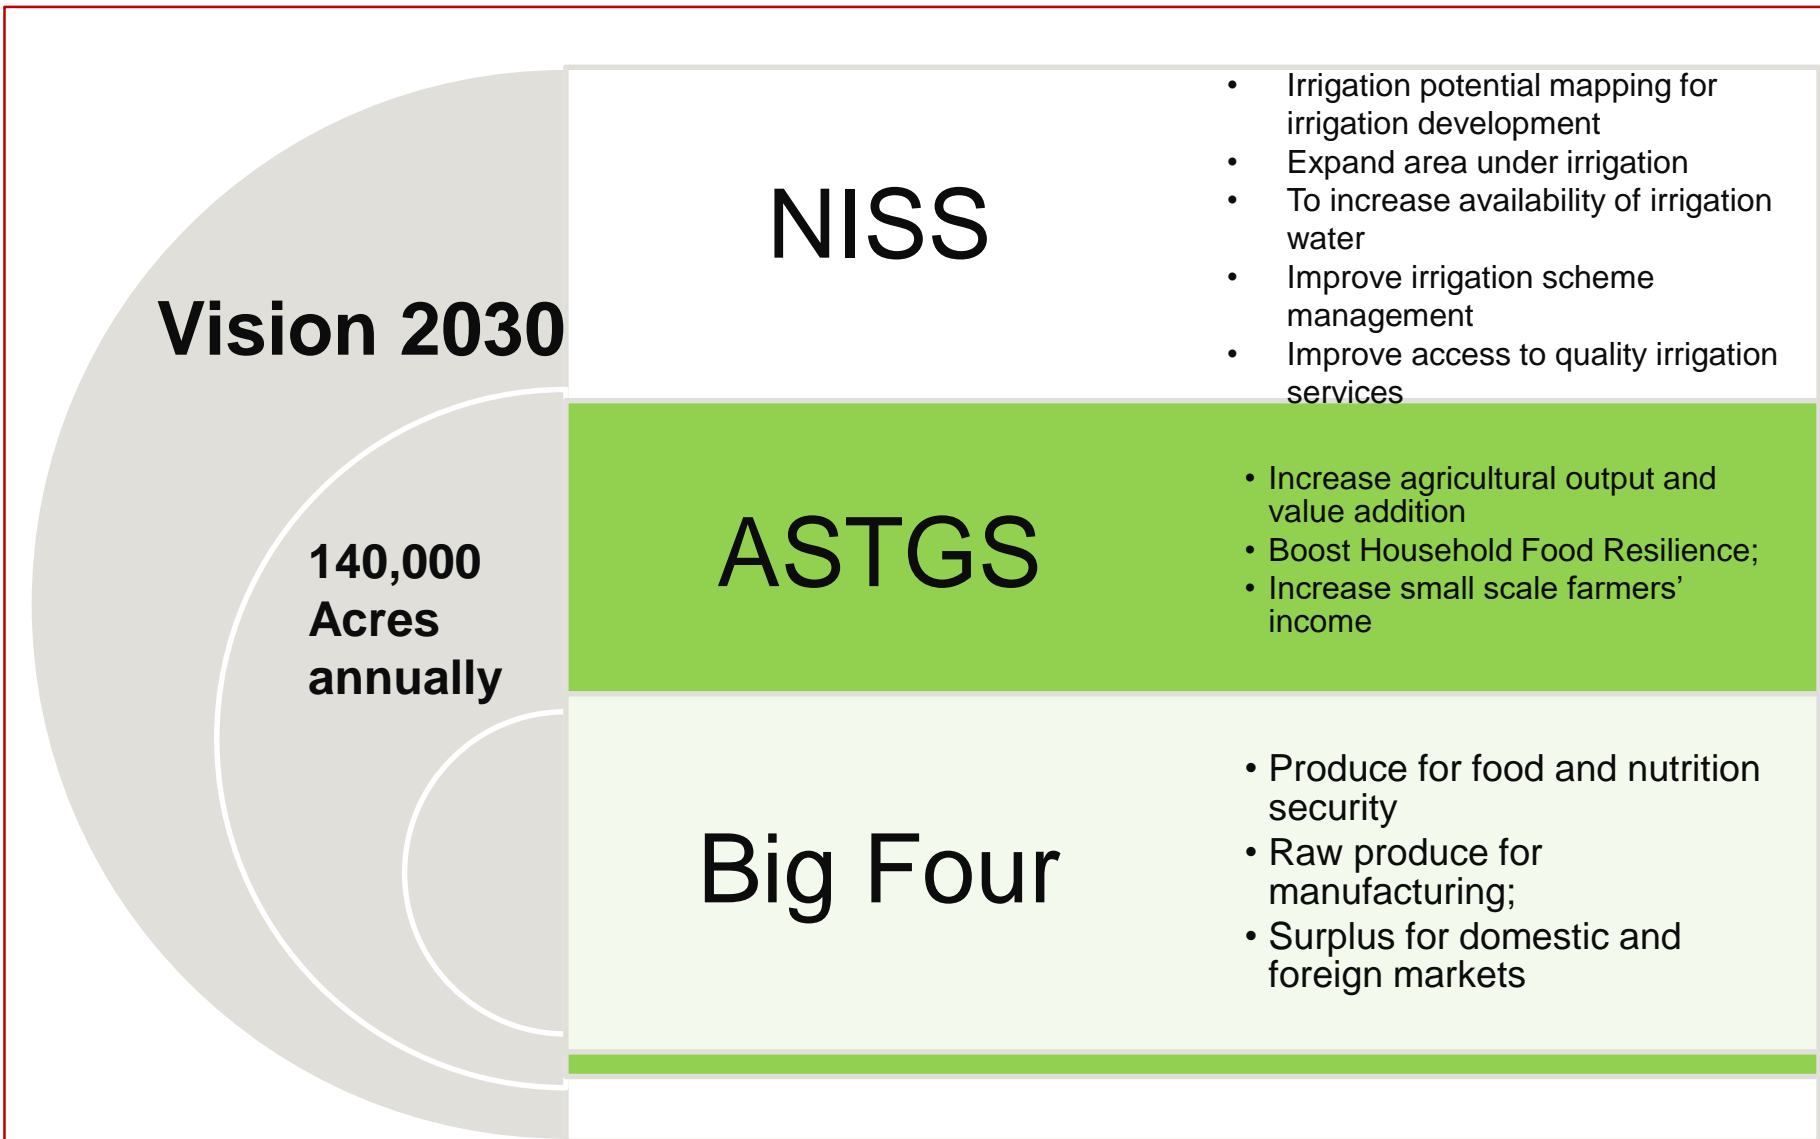 Vision 2030
140,000
Acres
annually
NISS
• Irrigation potential mapping for
irrigation development
• Expand area under irrigation
• To increase availability of irrigation
water
• Improve irrigation scheme
management
• Improve access to quality irrigation
services
ASTGS
• Increase agricultural output and
value addition
• Boost Household Food Resilience;
• Increase small scale farmers’
income
Big Four
• Produce for food and nutrition
security
• Raw produce for
manufacturing;
• Surplus for domestic and
foreign markets